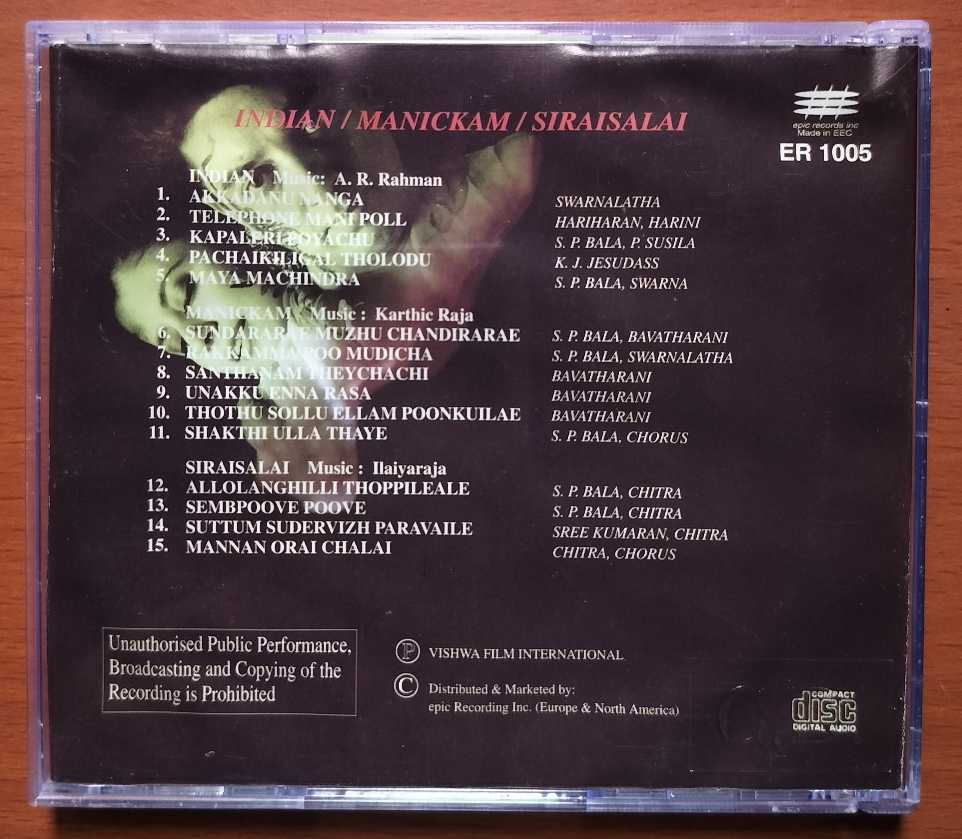 INDIAN / MANICKAM / SIRAISALAI
epic records inc
Made in EEC
ER 1005
INDIAN Music: A. R. Rahman
1. AKKADANU NANGA SWARNALATHA
2. TELEPHONE MANI POLL HARIHARAN, HARINI
3. KAPALERI POYACHU S. P. BALA, P. SUSILA
4. PACHAIKILIGAL THOLODU K. J. JESUDASS
5. MAYA MACHINDRA S. P. BALA, SWARNA
MANICKAM Music : Karthic Raja
6. SUNDARARAE MUZHU CHANDIRARAE S. P. BALA, BAVATHARANI
7. RAKKAMMA POO MUDICHA S. P. BALA, SWARNALATHA
8. SANTHANAM THEYCHACHI BAVATHARANI
9. UNAKKU ENNA RASA BAVATHARANI
10. THOTHU SOLLU ELLAM POONKUILAE BAVATHARANI
11. SHAKTHI ULLA THAYE S. P. BALA, CHORUS
SIRAISALAI Music : Ilaiyaraja
12. ALLOLANGHILLI THOPPILEALE S. P. BALA, CHITRA
13. SEMBPOOVE POOVE S. P. BALA, CHITRA
14. SUTTUM SUDERVIZH PARAVAILE SREE KUMARAN, CHITRA
15. MANNAN ORAI CHALAI CHITRA, CHORUS
Unauthorised Public Performance,
Broadcasting and Copying of the
Recording is Prohibited
Ⓟ VISHWA FILM INTERNATIONAL
© Distributed & Marketed by:
epic Recording Inc. (Europe & North America)
COMPACT
disc
DIGITAL AUDIO